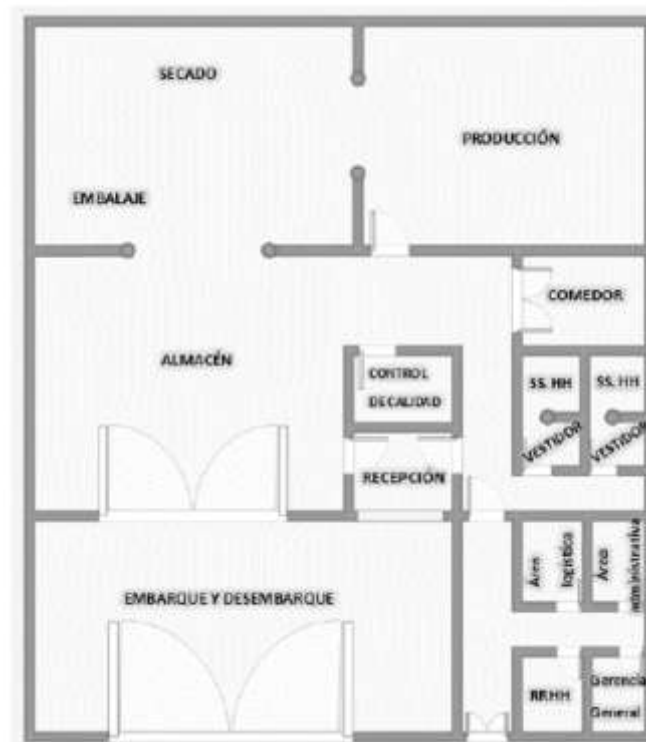 SECADO
PRODUCCIÓN
EMBALAJE
COMEDOR
ALMACÉN
CONTROL
DE CALIDAD
SS. HH
SS. HH
VESTIDOR
VESTIDOR
RECEPCIÓN
Área
logística
Área
administrativa
EMBARQUE Y DESEMBARQUE
RRHH
Gerencia
General